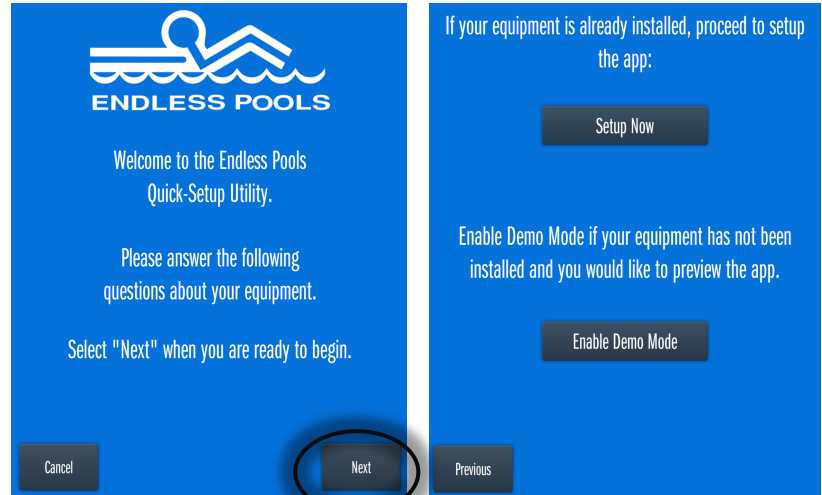 ENDLESS POOLS
Welcome to the Endless Pools
Quick-Setup Utility.
Please answer the following
questions about your equipment.
Select "Next" when you are ready to begin.
Cancel
Next
If your equipment is already installed, proceed to setup
the app:
Setup Now
Enable Demo Mode if your equipment has not been
installed and you would like to preview the app.
Enable Demo Mode
Previous